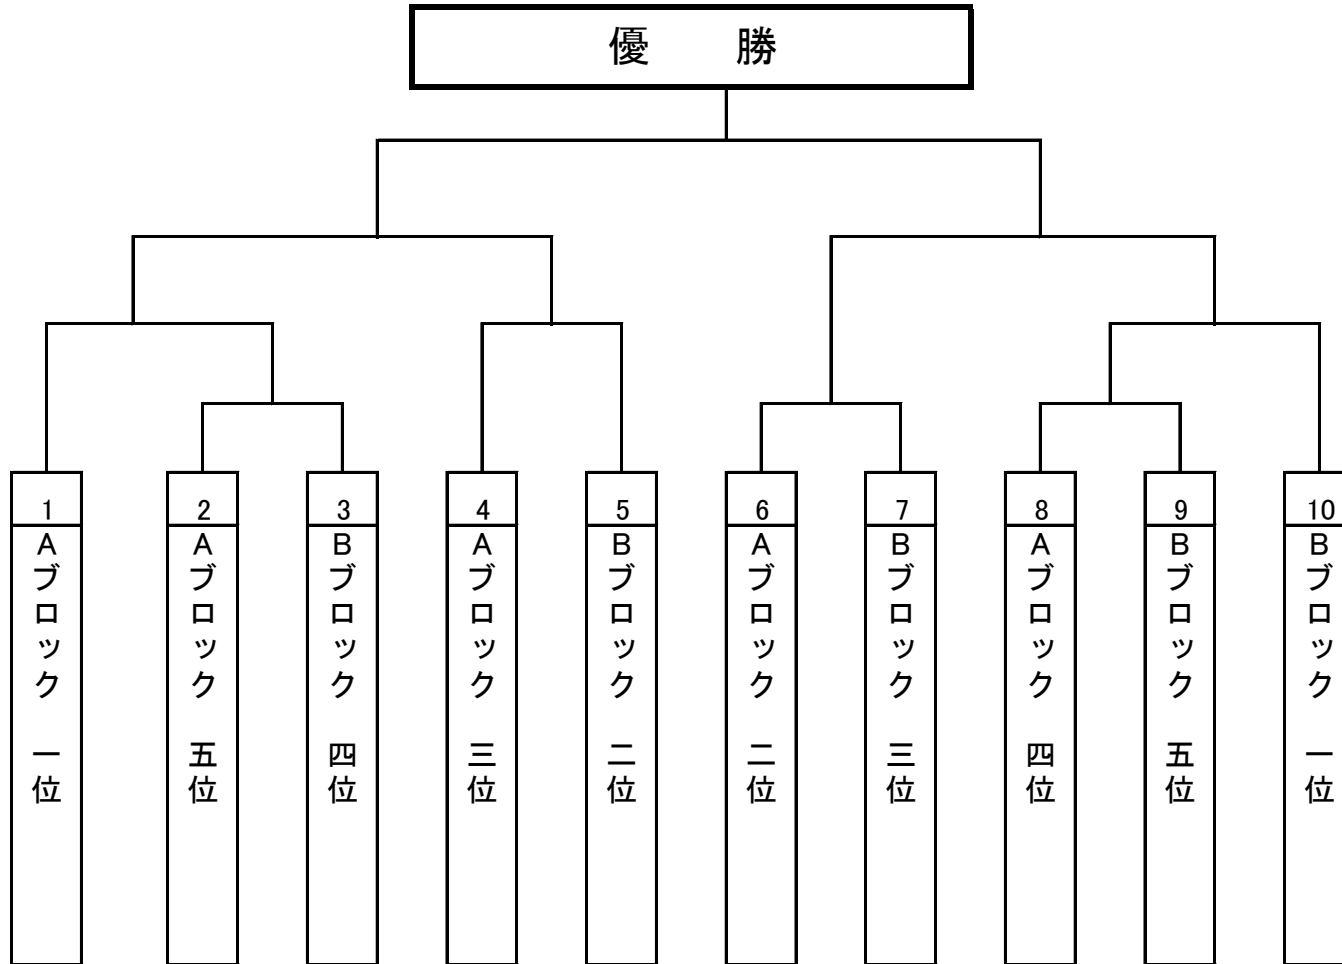 優　勝
1
Aブロック　一位
2
Aブロック　五位
3
Bブロック　四位
4
Aブロック　三位
5
Bブロック　二位
6
Aブロック　二位
7
Bブロック　三位
8
Aブロック　四位
9
Bブロック　五位
10
Bブロック　一位